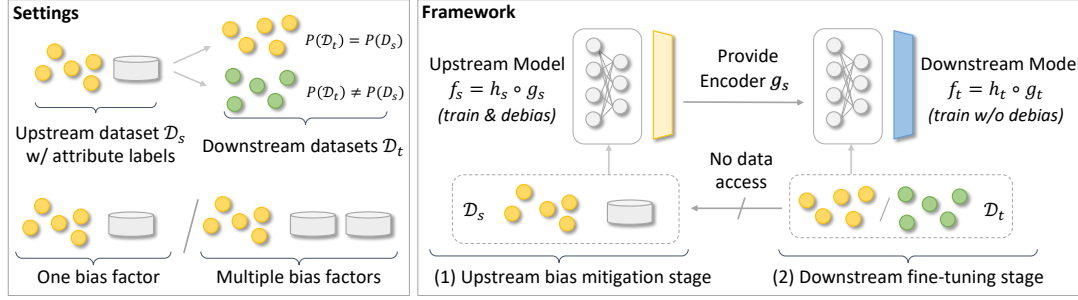 Settings
P(𝒟ₜ) = P(Dₛ)
P(𝒟ₜ) ≠ P(Dₛ)
Upstream dataset 𝒟ₛ
w/ attribute labels
Downstream datasets 𝒟ₜ
One bias factor
Multiple bias factors
Framework
Upstream Model
fₛ = hₛ ∘ gₛ
(train & debias)
Provide
Encoder gₛ
Downstream Model
fₜ = hₜ ∘ gₜ
(train w/o debias)
No data
access
𝒟ₛ
𝒟ₜ
(1) Upstream bias mitigation stage
(2) Downstream fine-tuning stage